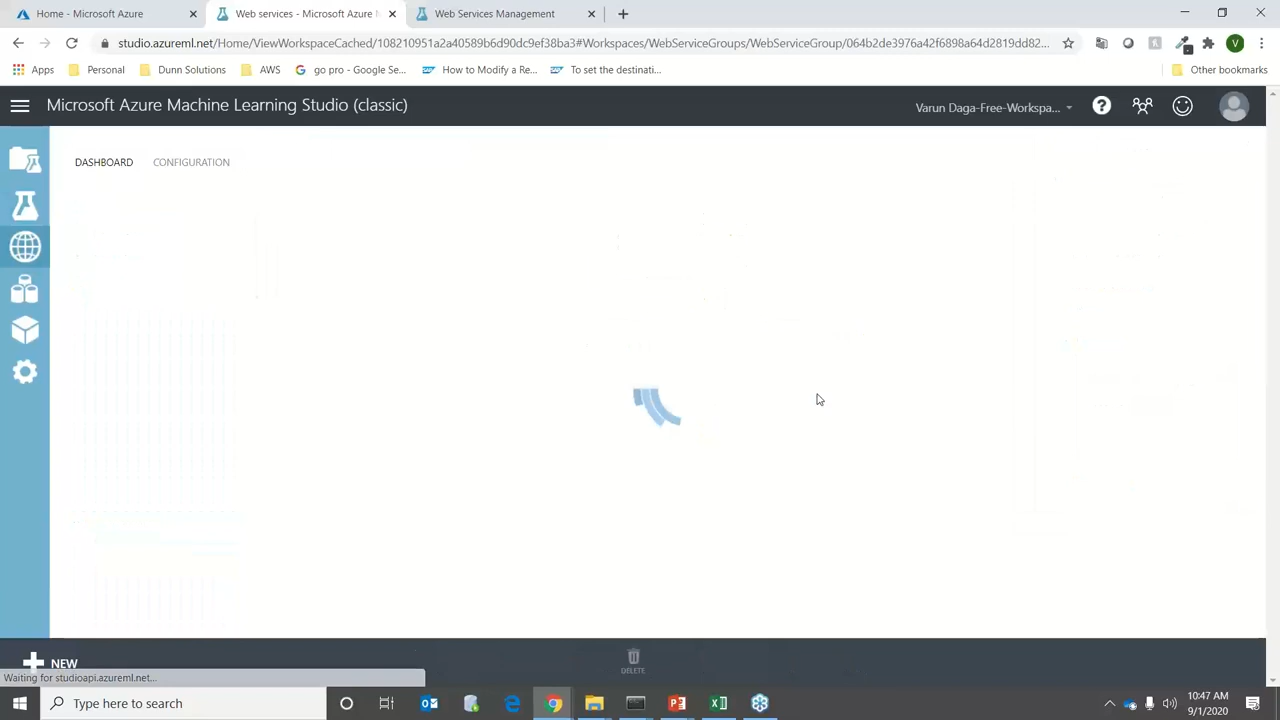 Home - Microsoft Azure
Web services - Microsoft Azure
Web Services Management
studio.azureml.net/Home/ViewWorkspaceCached/108210951a2a40589b6d90dc9ef38ba3#Workspaces/WebServiceGroups/WebServiceGroup/064b2de3976a42f6898a64d2819dd82...
V
Apps
Personal
Dunn Solutions
AWS
go pro - Google Se...
How to Modify a Re...
To set the destinati...
Other bookmarks
Microsoft Azure Machine Learning Studio (classic)
Varun Daga-Free-Workspa...
DASHBOARD
CONFIGURATION
NEW
DELETE
Waiting for studioapi.azureml.net...
Type here to search
10:47 AM
9/1/2020